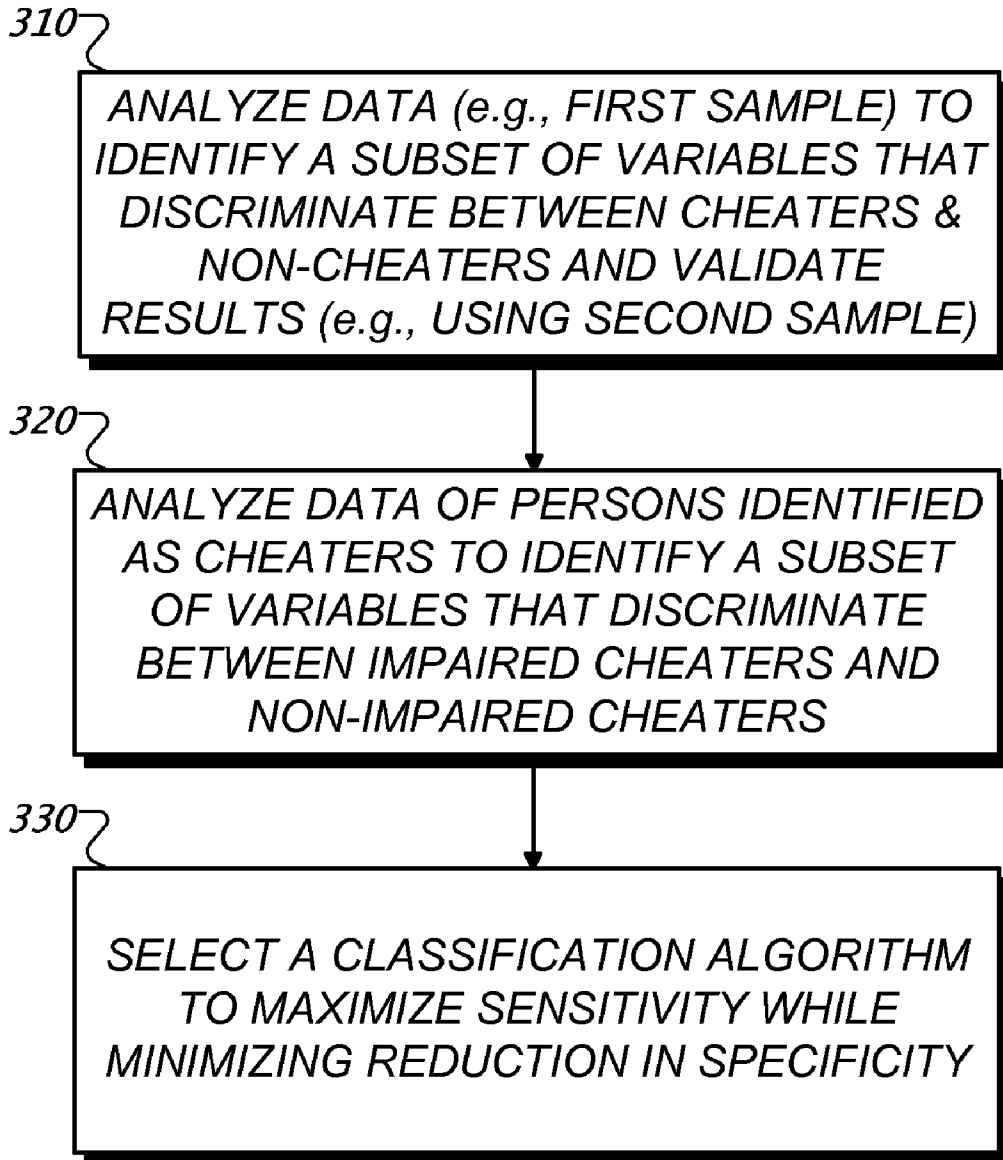 310
ANALYZE DATA (e.g., FIRST SAMPLE) TO
IDENTIFY A SUBSET OF VARIABLES THAT
DISCRIMINATE BETWEEN CHEATERS &
NON-CHEATERS AND VALIDATE
RESULTS (e.g., USING SECOND SAMPLE)
320
ANALYZE DATA OF PERSONS IDENTIFIED
AS CHEATERS TO IDENTIFY A SUBSET
OF VARIABLES THAT DISCRIMINATE
BETWEEN IMPAIRED CHEATERS AND
NON-IMPAIRED CHEATERS
330
SELECT A CLASSIFICATION ALGORITHM
TO MAXIMIZE SENSITIVITY WHILE
MINIMIZING REDUCTION IN SPECIFICITY